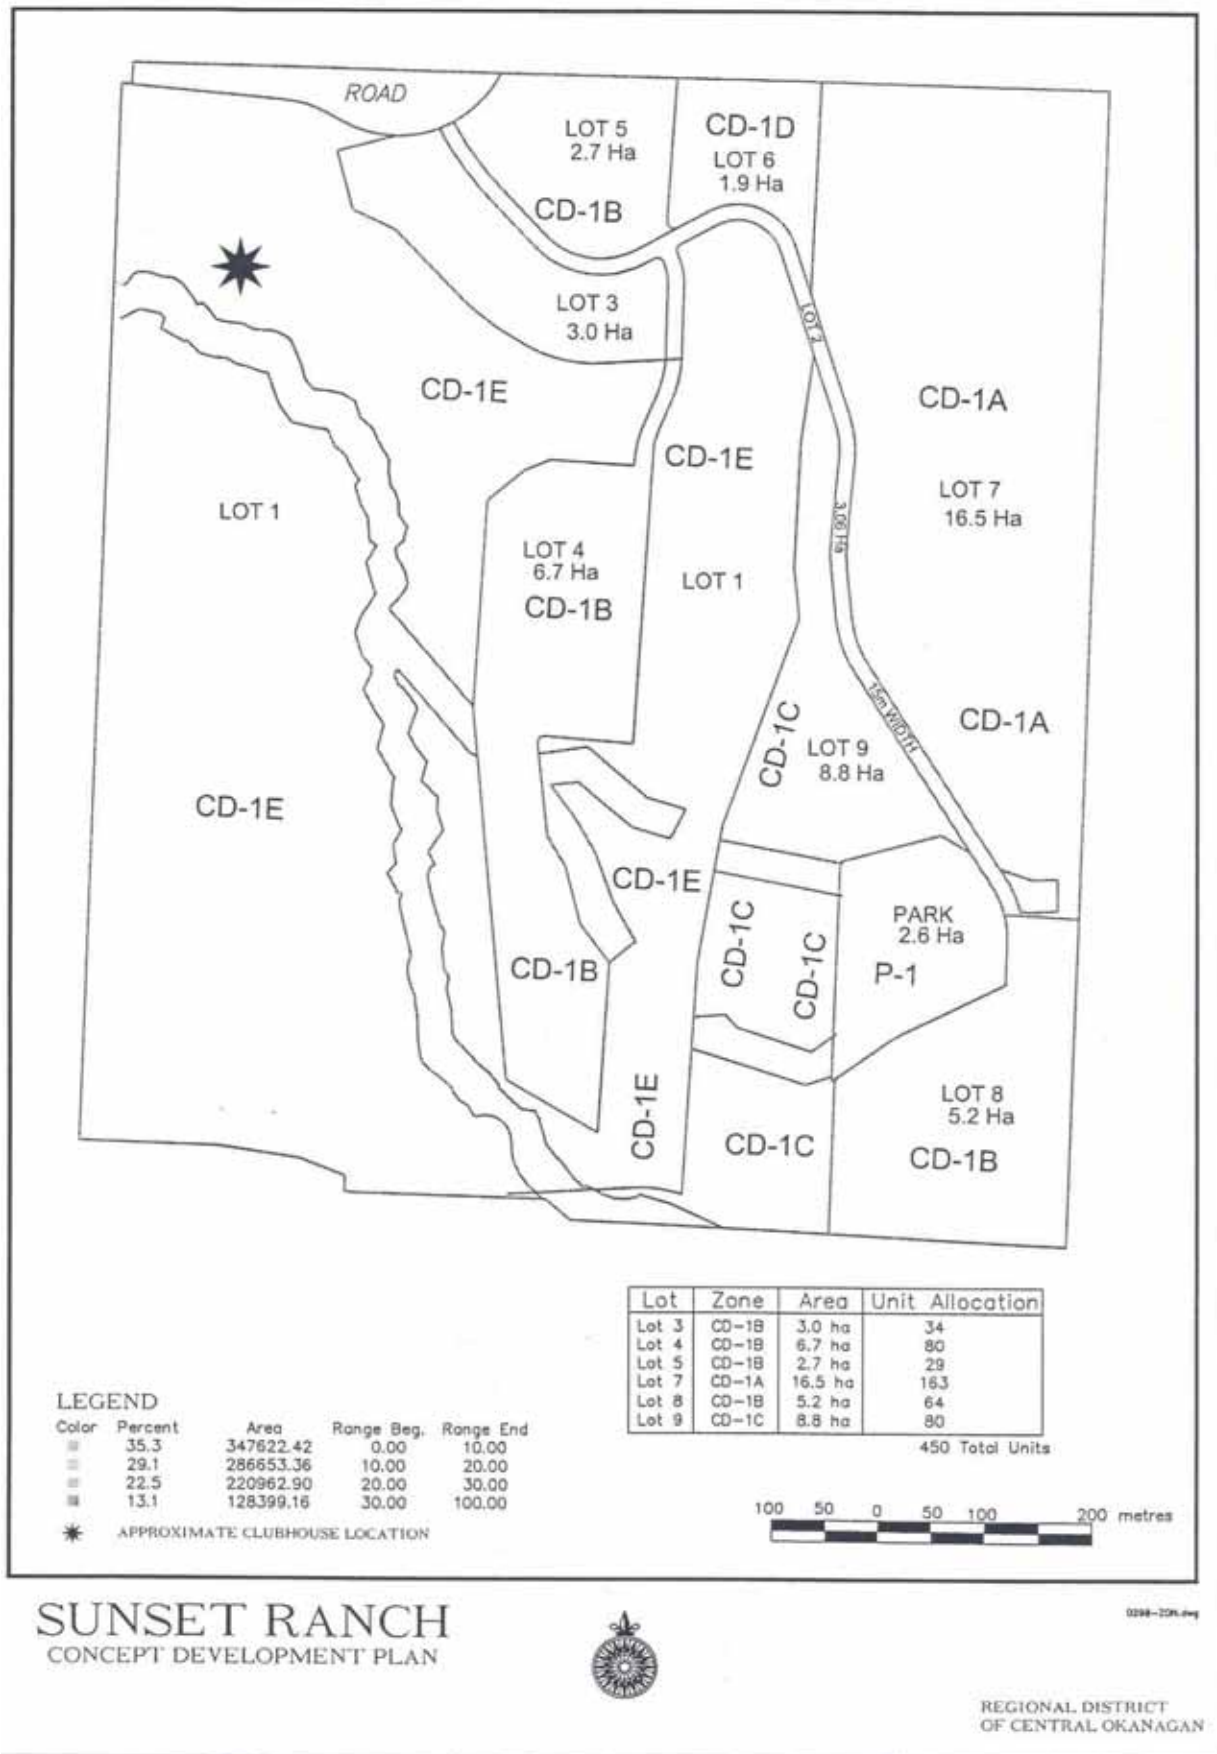 ROAD
LOT 5
2.7 Ha
CD-1B
CD-1D
LOT 6
1.9 Ha
LOT 3
3.0 Ha
LOT 2
CD-1E
CD-1A
CD-1E
LOT 7
16.5 Ha
LOT 1
3.06 Ha
LOT 4
6.7 Ha
CD-1B
LOT 1
15m WIDTH
CD-1A
CD-1C
LOT 9
8.8 Ha
CD-1E
CD-1E
PARK
2.6 Ha
P-1
CD-1C
CD-1C
CD-1B
CD-1E
LOT 8
5.2 Ha
CD-1C
CD-1B
Lot Zone Area Unit Allocation
Lot 3 CD-1B 3.0 ha 34
Lot 4 CD-1B 6.7 ha 80
Lot 5 CD-1B 2.7 ha 29
Lot 7 CD-1A 16.5 ha 163
Lot 8 CD-1B 5.2 ha 64
Lot 9 CD-1C 8.8 ha 80
450 Total Units
LEGEND
Color Percent Area Range Beg. Range End
35.3 347622.42 0.00 10.00
29.1 286653.36 10.00 20.00
22.5 220962.90 20.00 30.00
13.1 128399.16 30.00 100.00
APPROXIMATE CLUBHOUSE LOCATION
100 50 0 50 100 200 metres
SUNSET RANCH
CONCEPT DEVELOPMENT PLAN
REGIONAL DISTRICT
OF CENTRAL OKANAGAN